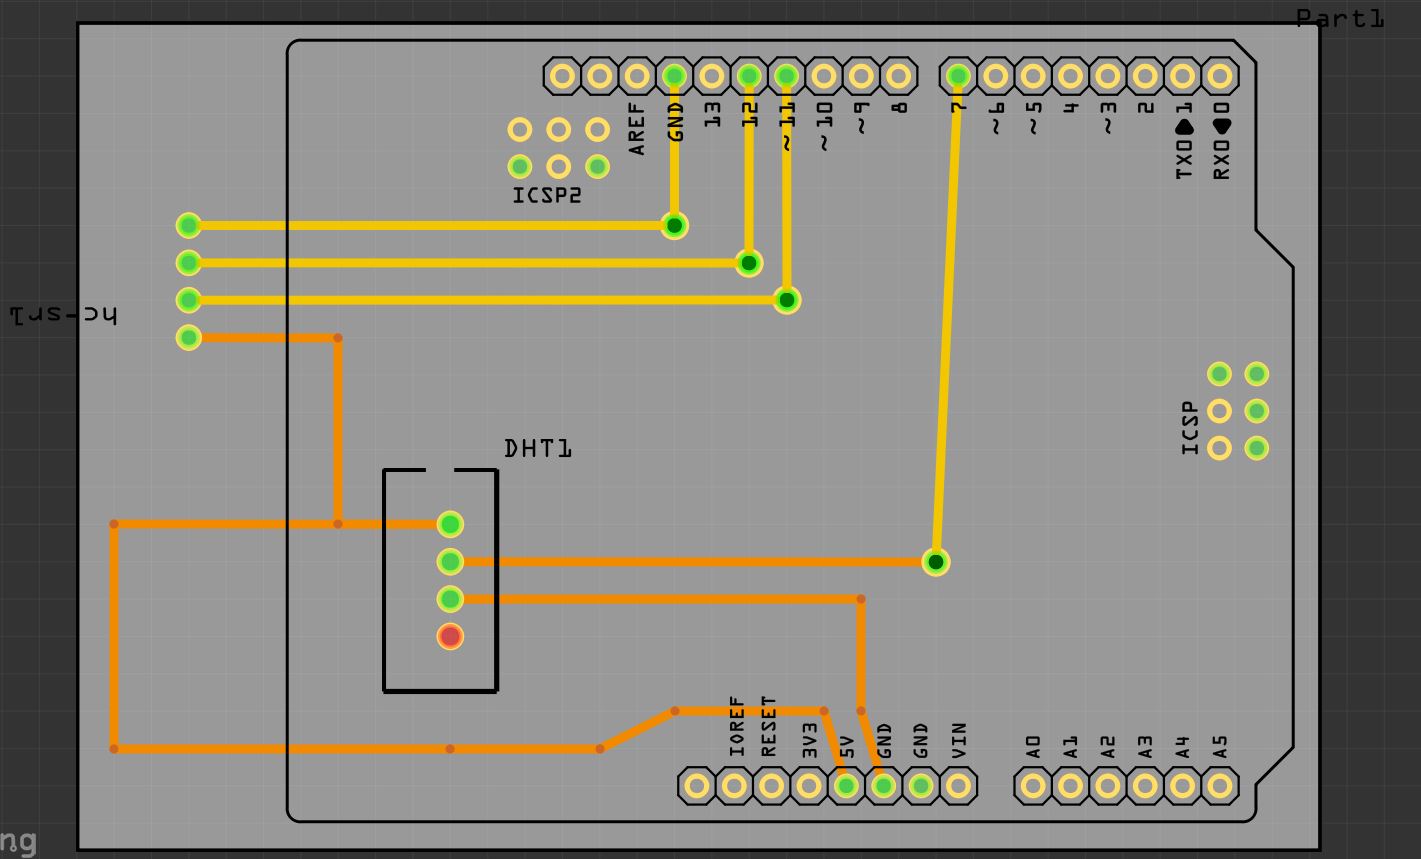 Part1
AREF
GND
13
12
~11
~10
~9
8
7
~6
~5
4
~3
2
TX0▶1
RX0◀0
ICSP2
hc-sr1
ICSP
DHT1
IOREF
RESET
3V3
5V
GND
GND
VIN
A0
A1
A2
A3
A4
A5
ng